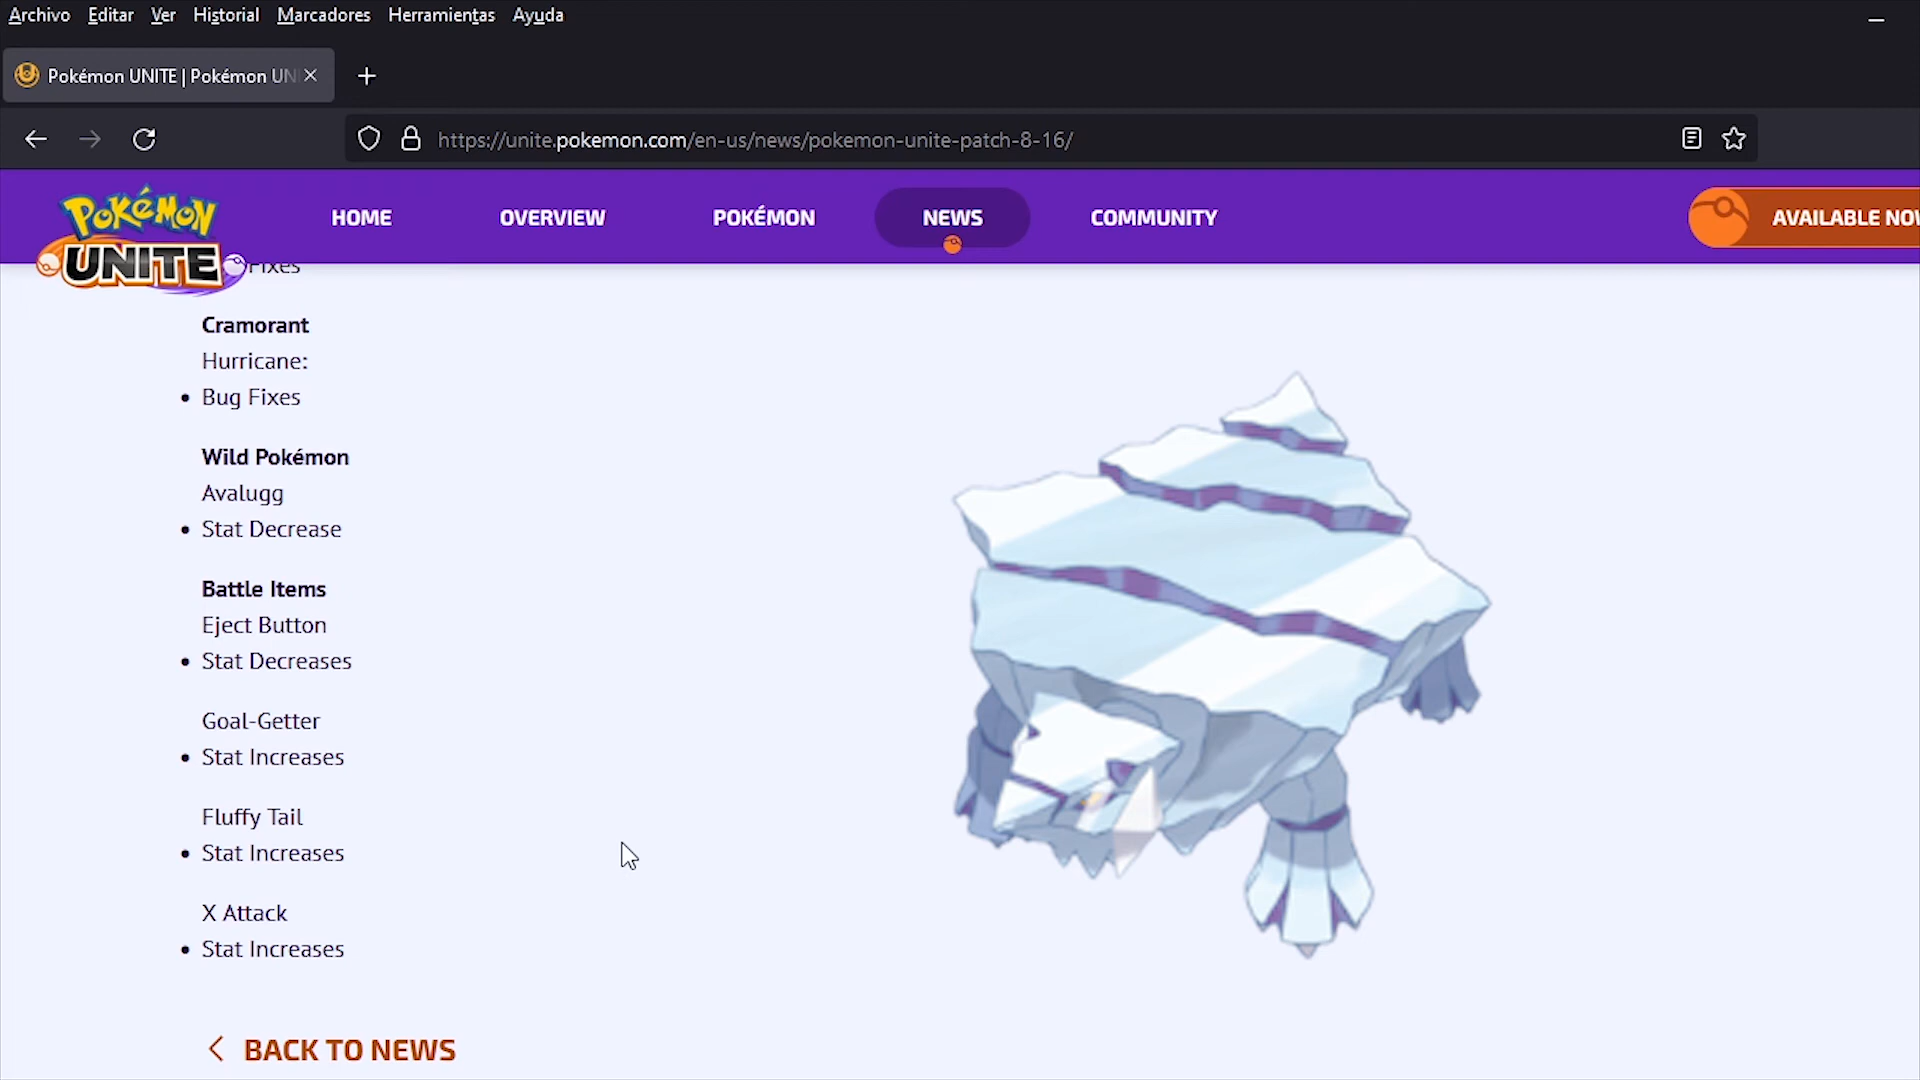 Archivo Editar Ver Historial Marcadores Herramientas Ayuda
Pokémon UNITE | Pokémon UN
https://unite.pokemon.com/en-us/news/pokemon-unite-patch-8-16/
POKéMON
UNITE
HOME OVERVIEW POKÉMON NEWS COMMUNITY AVAILABLE NOW
Fixes
Cramorant
Hurricane:
• Bug Fixes
Wild Pokémon
Avalugg
• Stat Decrease
Battle Items
Eject Button
• Stat Decreases
Goal-Getter
• Stat Increases
Fluffy Tail
• Stat Increases
X Attack
• Stat Increases
BACK TO NEWS